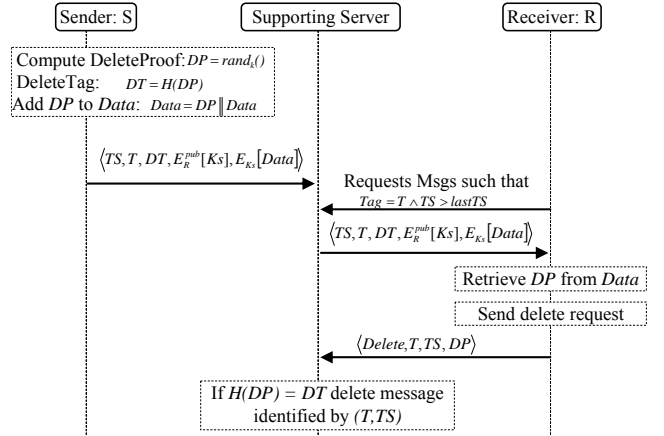 Sender: S
Supporting Server
Receiver: R
Compute DeleteProof: DP = rand_k()
DeleteTag: DT = H(DP)
Add DP to Data: Data = DP ‖ Data
⟨TS, T, DT, E_R^pub[Ks], E_Ks[Data]⟩
Requests Msgs such that
Tag = T ∧ TS > lastTS
⟨TS, T, DT, E_R^pub[Ks], E_Ks[Data]⟩
Retrieve DP from Data
Send delete request
⟨Delete, T, TS, DP⟩
If H(DP) = DT delete message
identified by (T,TS)